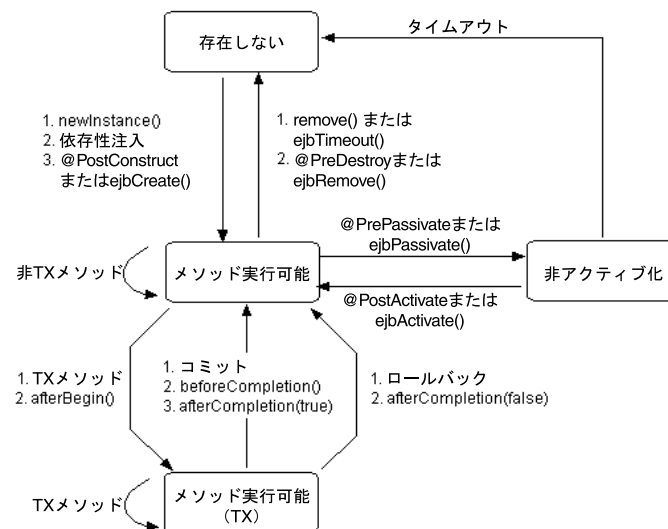 存在しない
タイムアウト
1. newInstance()
2. 依存性注入
3. @PostConstruct
またはejbCreate()
1. remove() または
ejbTimeout()
2. @PreDestroyまたは
ejbRemove()
@PrePassivateまたは
ejbPassivate()
非TXメソッド
メソッド実行可能
非アクティブ化
@PostActivateまたは
ejbActivate()
1. TXメソッド
2. afterBegin()
1. コミット
2. beforeCompletion()
3. afterCompletion(true)
1. ロールバック
2. afterCompletion(false)
TXメソッド
メソッド実行可能
（TX）